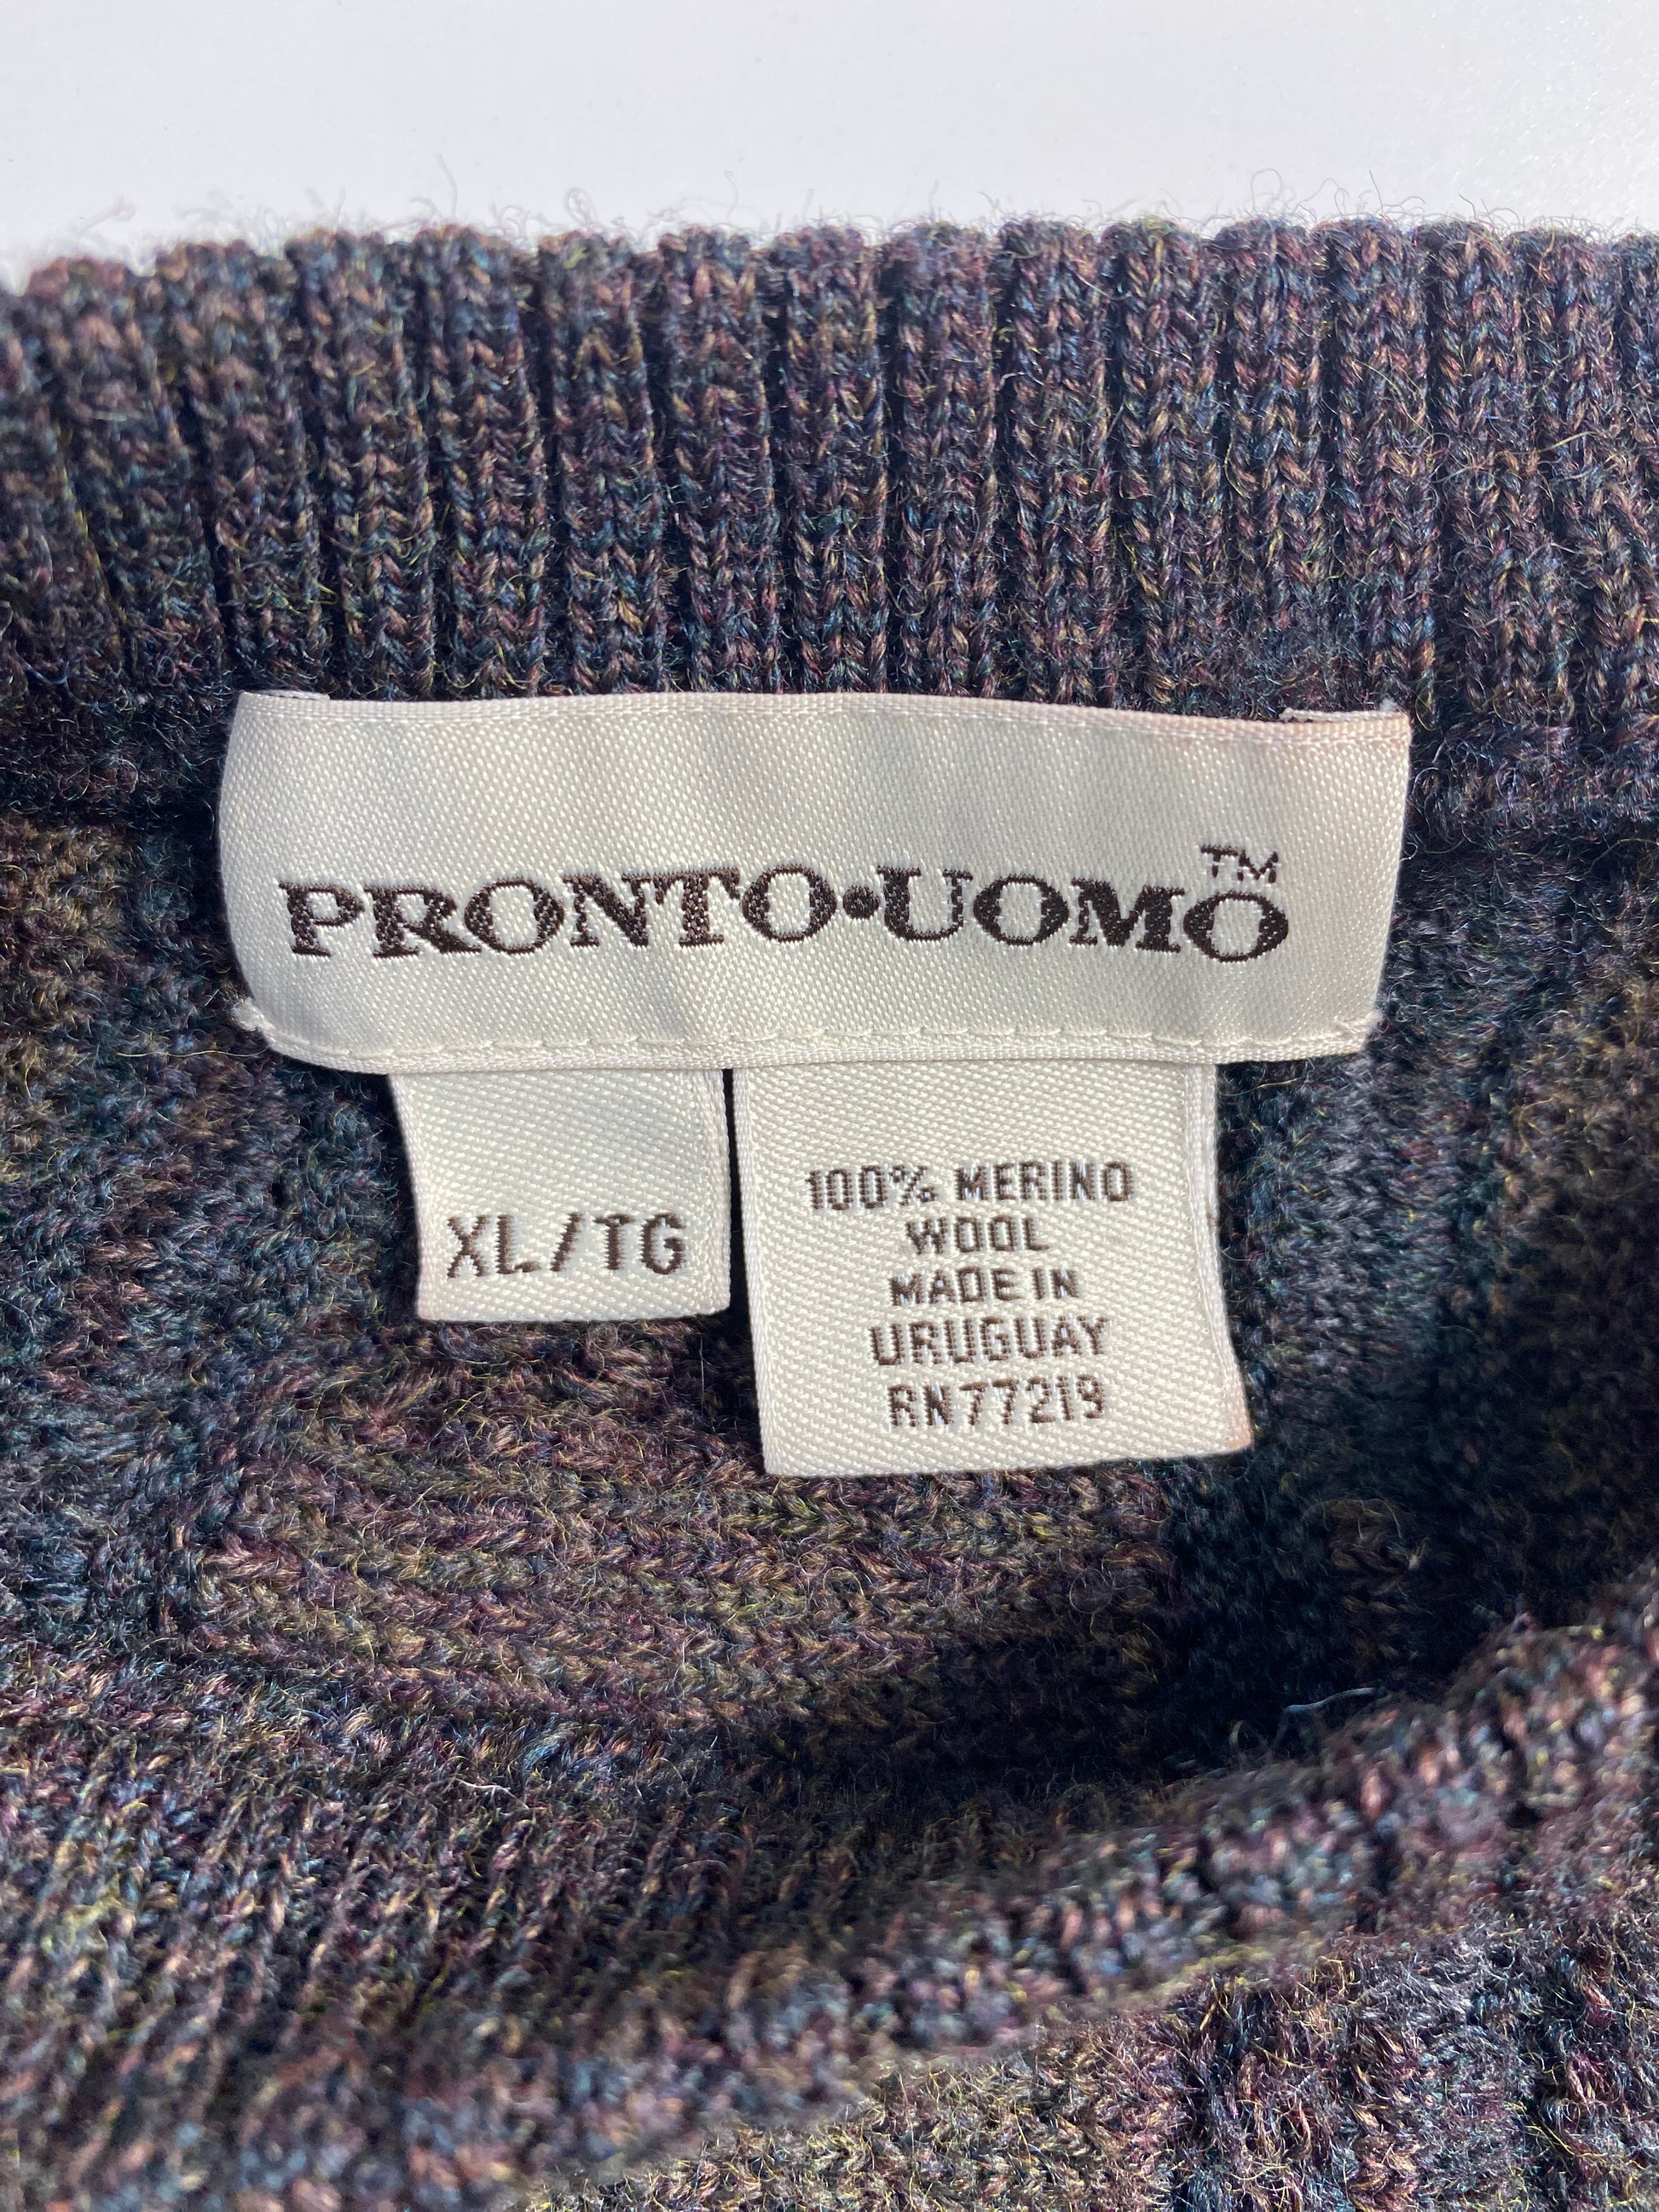 PRONTO•UOMO™
XL/TG
100% MERINO
WOOL
MADE IN
URUGUAY
RN77219